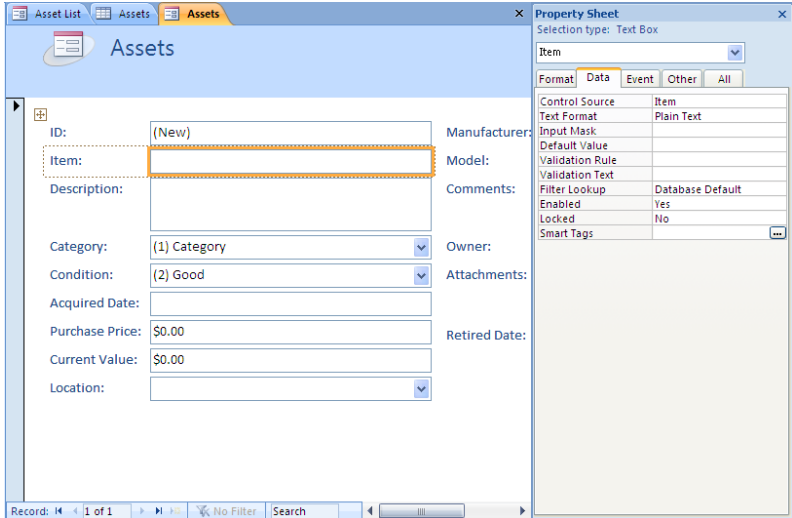 Asset List Assets Assets
Assets
ID: (New) Manufacturer:
Item: Model:
Description: Comments:
Category: (1) Category Owner:
Condition: (2) Good Attachments:
Acquired Date:
Purchase Price: $0.00 Retired Date:
Current Value: $0.00
Location:
Record: 1 of 1 No Filter Search
Property Sheet
Selection type: Text Box
Item
Format Data Event Other All
Control Source Item
Text Format Plain Text
Input Mask
Default Value
Validation Rule
Validation Text
Filter Lookup Database Default
Enabled Yes
Locked No
Smart Tags ...